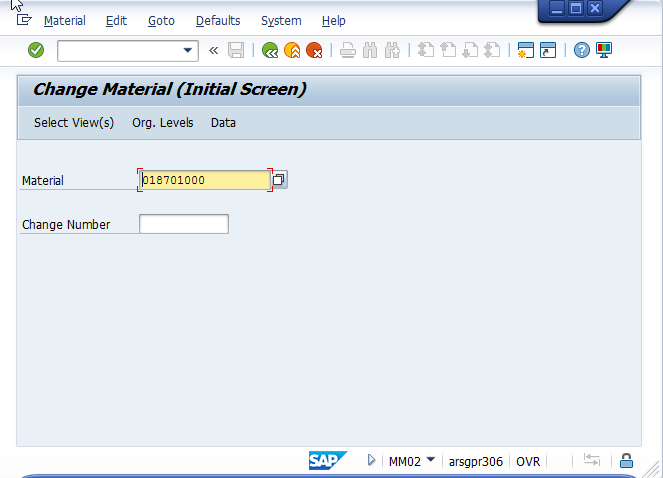 Material Edit Goto Defaults System Help
Change Material (Initial Screen)
Select View(s) Org. Levels Data
Material 018701000
Change Number
SAP MM02 arsgpr306 OVR